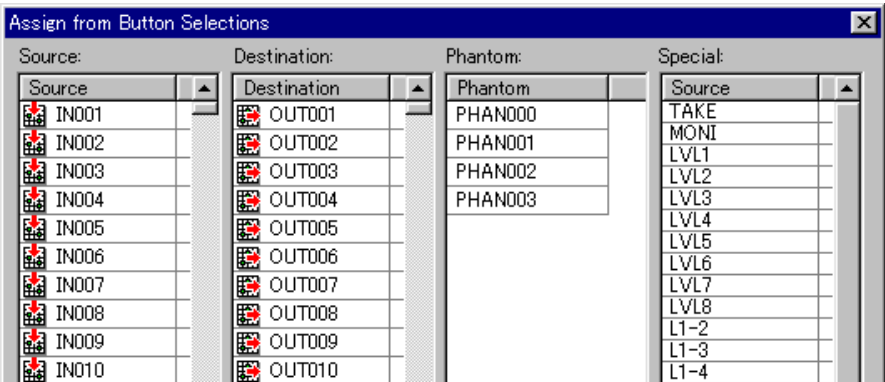 Assign from Button Selections
Source: Destination: Phantom: Special:
Source Destination Phantom Source
IN001 OUT001 PHAN000 TAKE
IN002 OUT002 PHAN001 MONI
IN003 OUT003 PHAN002 LVL1
IN004 OUT004 PHAN003 LVL2
IN005 OUT005 LVL3
IN006 OUT006 LVL4
IN007 OUT007 LVL5
IN008 OUT008 LVL6
IN009 OUT009 LVL7
IN010 OUT010 LVL8
L1-2
L1-3
L1-4